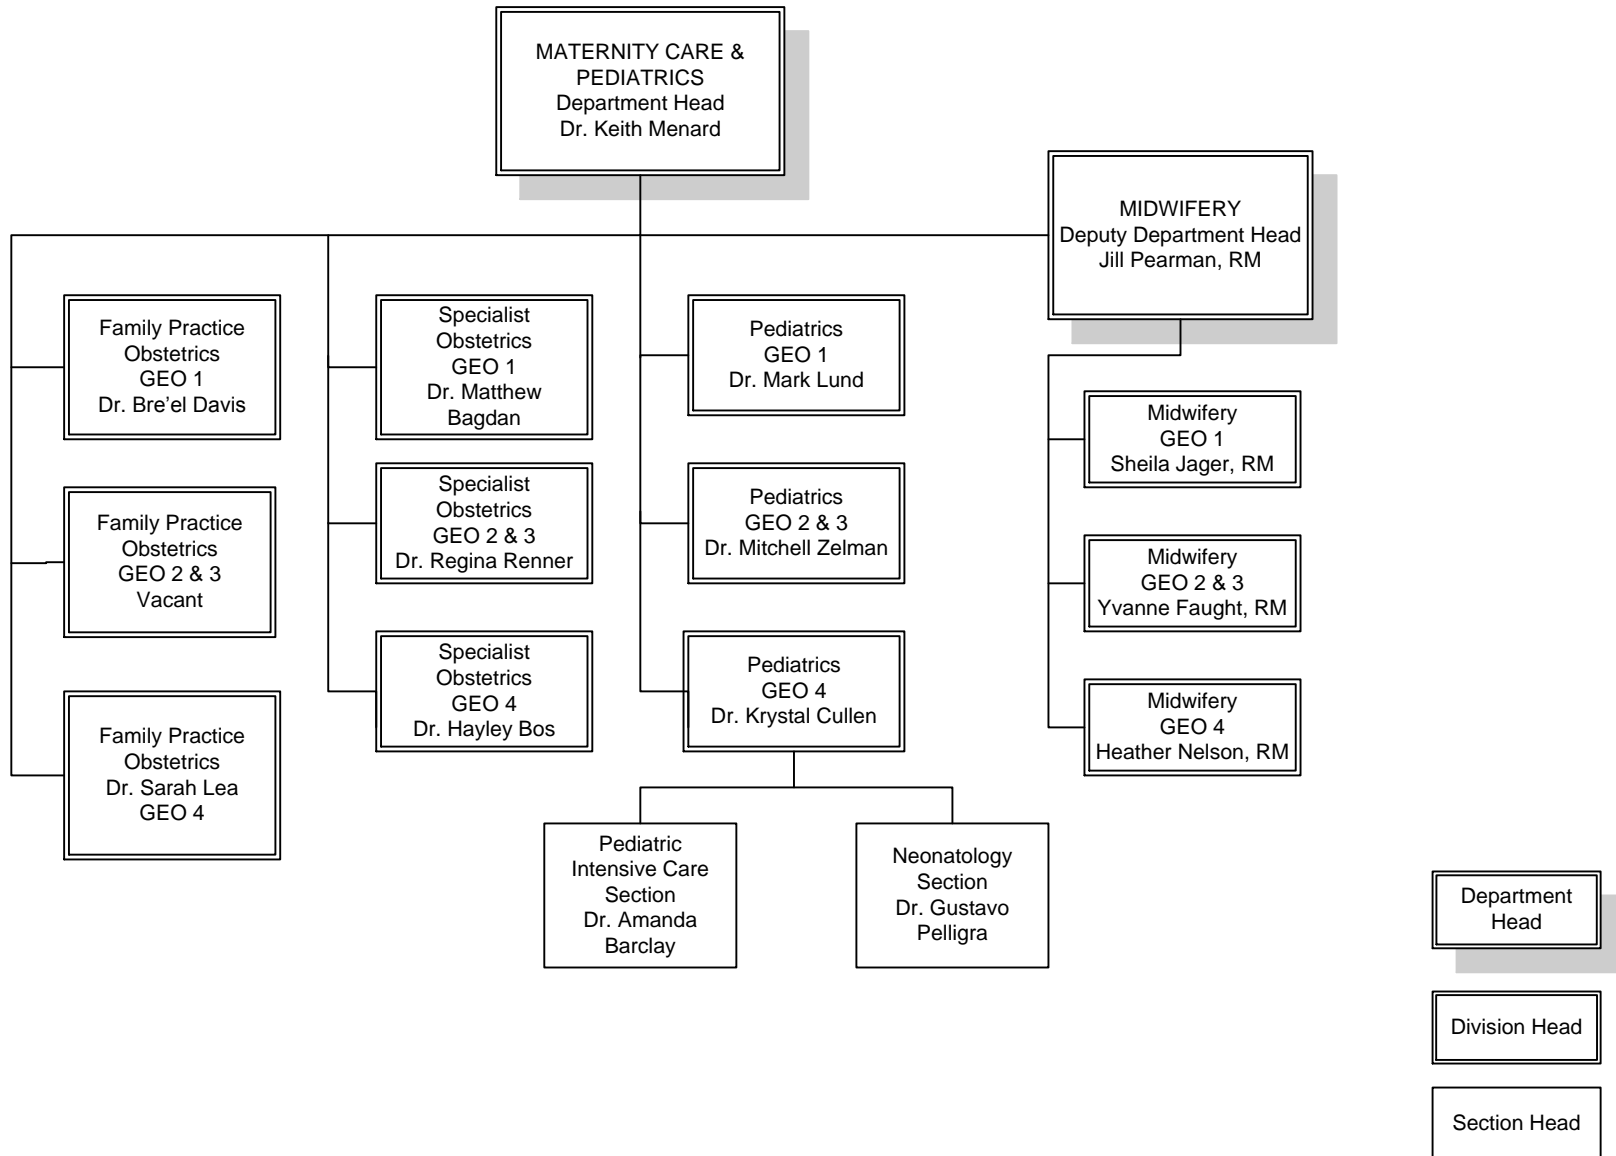 MATERNITY CARE &
PEDIATRICS
Department Head
Dr. Keith Menard
MIDWIFERY
Deputy Department Head
Jill Pearman, RM
Family Practice
Obstetrics
GEO 1
Dr. Bre’el Davis
Specialist
Obstetrics
GEO 1
Dr. Matthew
Bagdan
Pediatrics
GEO 1
Dr. Mark Lund
Midwifery
GEO 1
Sheila Jager, RM
Family Practice
Obstetrics
GEO 2 & 3
Vacant
Specialist
Obstetrics
GEO 2 & 3
Dr. Regina Renner
Pediatrics
GEO 2 & 3
Dr. Mitchell Zelman
Midwifery
GEO 2 & 3
Yvanne Faught, RM
Family Practice
Obstetrics
Dr. Sarah Lea
GEO 4
Specialist
Obstetrics
GEO 4
Dr. Hayley Bos
Pediatrics
GEO 4
Dr. Krystal Cullen
Midwifery
GEO 4
Heather Nelson, RM
Pediatric
Intensive Care
Section
Dr. Amanda
Barclay
Neonatology
Section
Dr. Gustavo
Pelligra
Department
Head
Division Head
Section Head